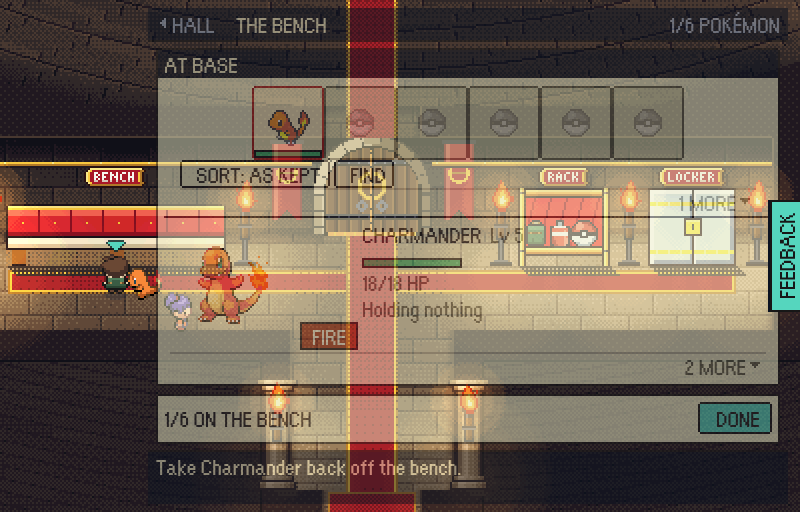 HALL THE BENCH 1/6 POKÉMON
AT BASE
BENCH SORT: AS KEPT FIND RACK LOCKER
1 MORE
CHARMANDER Lv 5
18/18 HP
Holding nothing
FIRE
2 MORE
1/6 ON THE BENCH DONE
Take Charmander back off the bench.
FEEDBACK